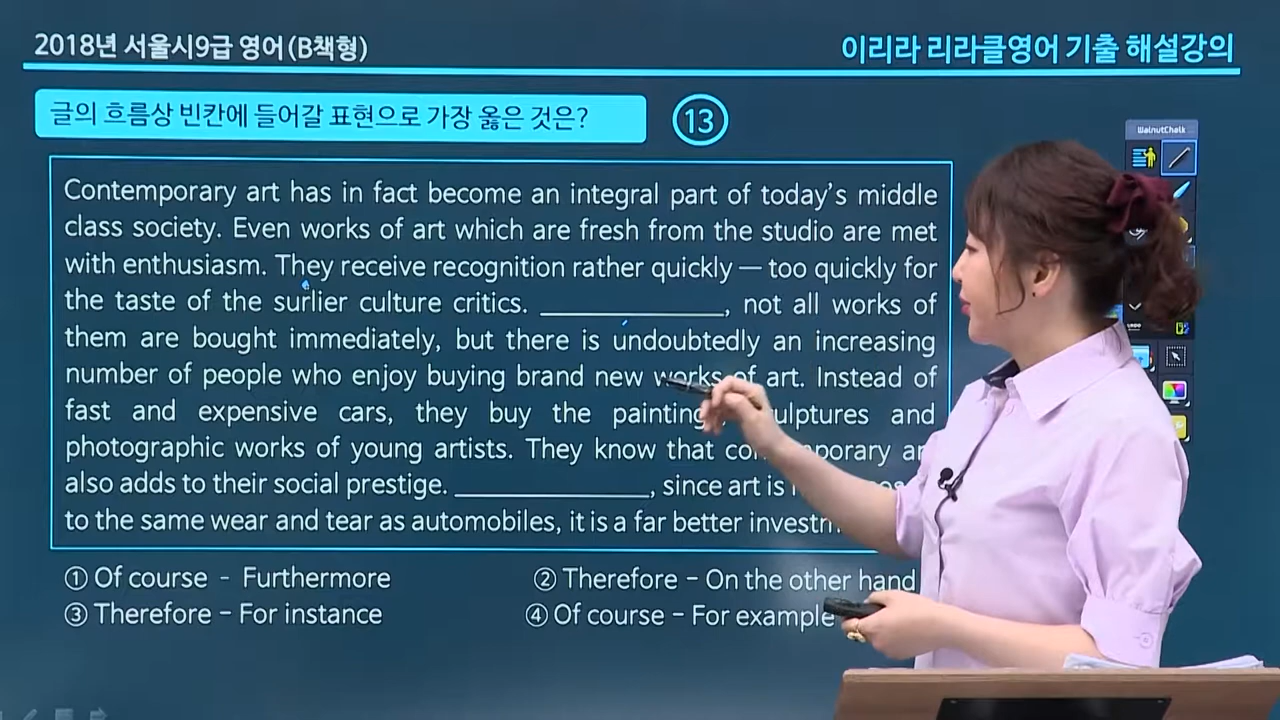 2018년 서울시9급 영어(B책형)
이리라 리라클영어 기출 해설강의
글의 흐름상 빈칸에 들어갈 표현으로 가장 옳은 것은?
13
WalnutChalk
Contemporary art has in fact become an integral part of today's middle
class society. Even works of art which are fresh from the studio are met
with enthusiasm. They receive recognition rather quickly — too quickly for
the taste of the surlier culture critics. ____________, not all works of
them are bought immediately, but there is undoubtedly an increasing
number of people who enjoy buying brand new works of art. Instead of
fast and expensive cars, they buy the painting ulptures and
photographic works of young artists. They know that
also adds to their social prestige. ____________, since art is
to the same wear and tear as automobiles, it is a far better
① Of course - Furthermore
② Therefore - On the other hand
③ Therefore - For instance
④ Of course - For example